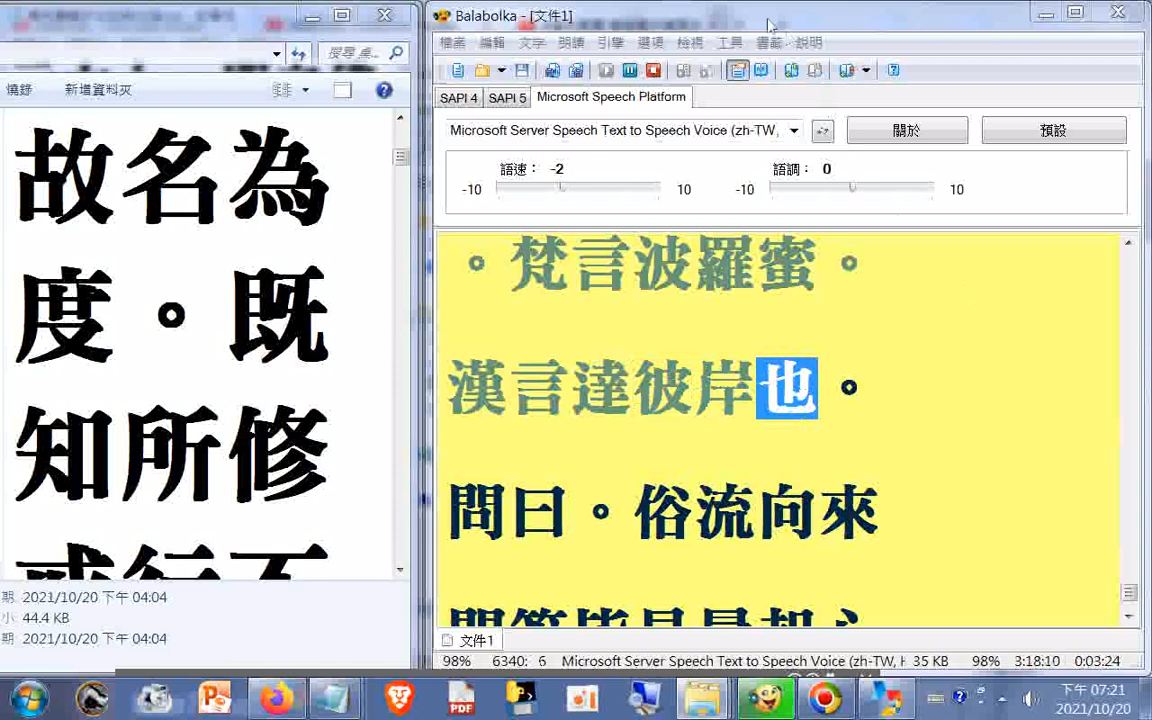 Balabolka - [文件1]
搜尋 桌...
檔案 編輯 文字 朗讀 引擎 選項 檢視 工具 書籤 說明
燒錄 新增資料夾
SAPI 4 SAPI 5 Microsoft Speech Platform
Microsoft Server Speech Text to Speech Voice (zh-TW, 關於 預設
語速： -2 語調： 0
-10 10 -10 10
故名為
度。既
知所修
。梵言波羅蜜。
漢言達彼岸也。
問曰。俗流向來
期: 2021/10/20 下午 04:04
小: 44.4 KB
期: 2021/10/20 下午 04:04
文件1
98% 6340: 6 Microsoft Server Speech Text to Speech Voice (zh-TW, H 35 KB 98% 3:18:10 0:03:24
PDF
下午 07:21
2021/10/20